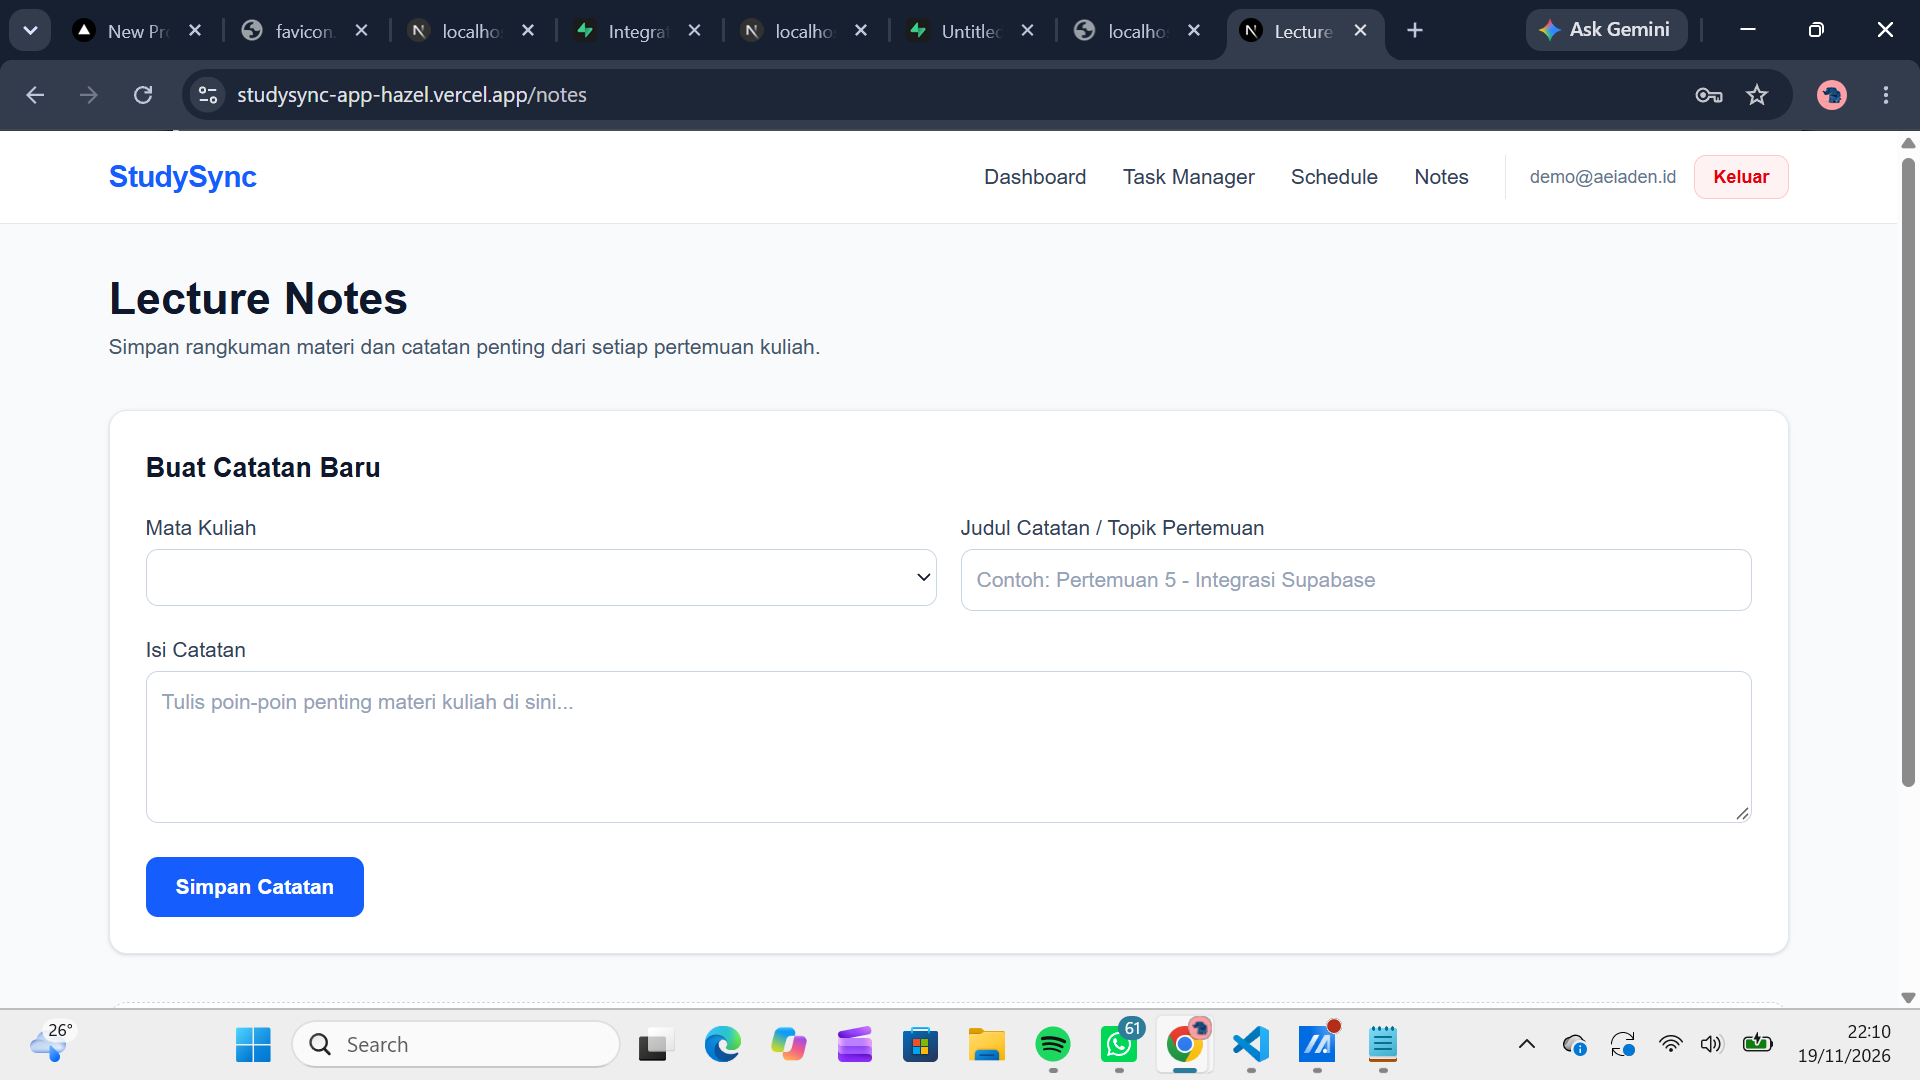 New Pr
favicon.
localho
Integrat
localho
Untitled
localho
Lecture
Ask Gemini
studysync-app-hazel.vercel.app/notes
StudySync
Dashboard
Task Manager
Schedule
Notes
demo@aeiaden.id
Keluar
Lecture Notes
Simpan rangkuman materi dan catatan penting dari setiap pertemuan kuliah.
Buat Catatan Baru
Mata Kuliah
Judul Catatan / Topik Pertemuan
Contoh: Pertemuan 5 - Integrasi Supabase
Isi Catatan
Tulis poin-poin penting materi kuliah di sini...
Simpan Catatan
26°
Search
61
22:10
19/11/2026